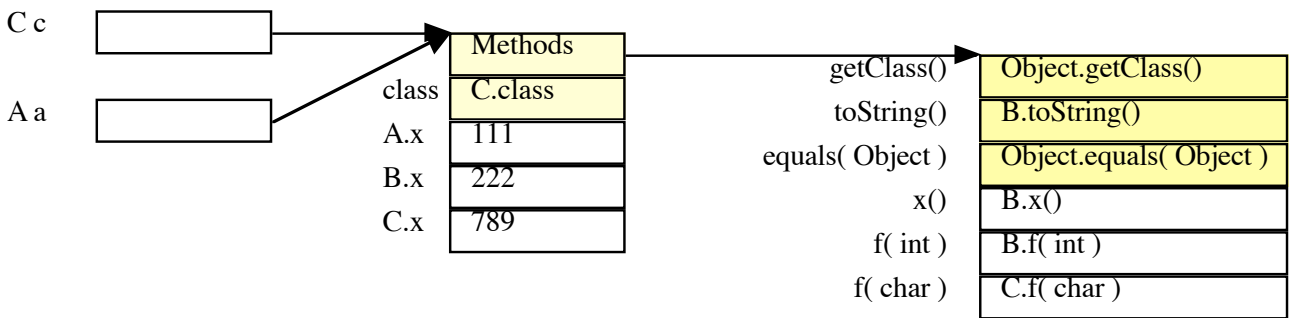 C c
Methods
getClass() Object.getClass()
class C.class
toString() B.toString()
A a
A.x 111
equals( Object ) Object.equals( Object )
B.x 222
x() B.x()
C.x 789
f( int ) B.f( int )
f( char ) C.f( char )